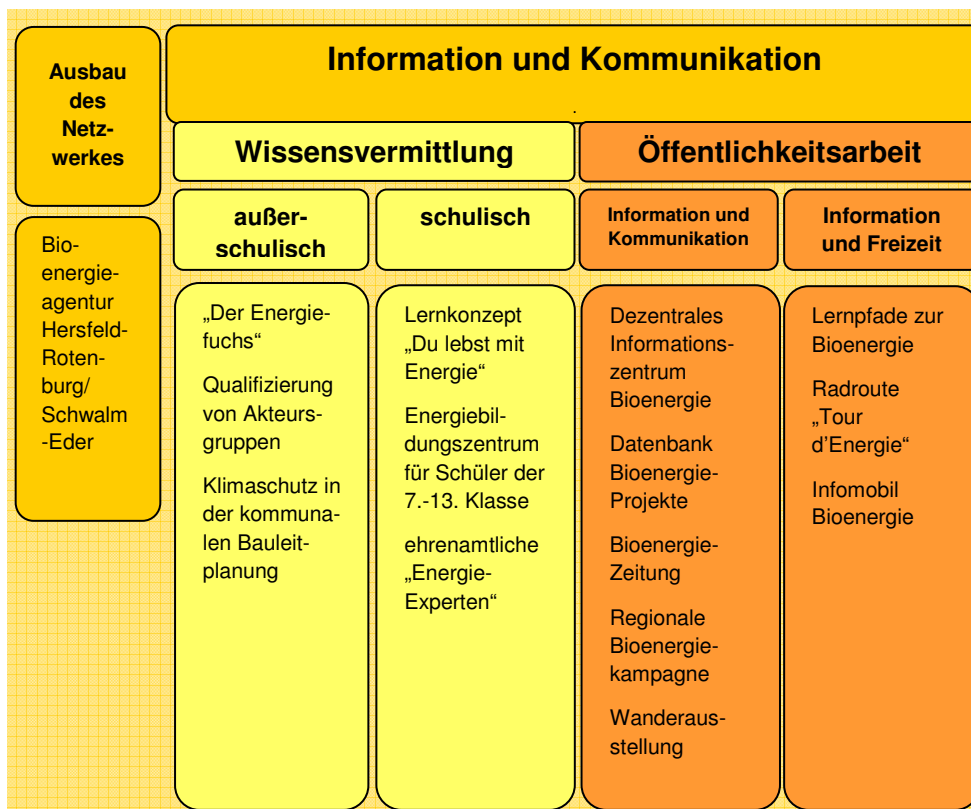 Ausbau
des
Netz-
werkes
Bio-
energie-
agentur
Hersfeld-
Roten-
burg/
Schwalm
-Eder
Information und Kommunikation
.
Wissensvermittlung
außer-
schulisch
„Der Energie-
fuchs“
Qualifizierung
von Akteurs-
gruppen
Klimaschutz in
der kommuna-
len Bauleit-
planung
schulisch
Lernkonzept
„Du lebst mit
Energie“
Energiebil-
dungszentrum
für Schüler der
7.-13. Klasse
ehrenamtliche
„Energie-
Experten“
Öffentlichkeitsarbeit
Information und
Kommunikation
Dezentrales
Informations-
zentrum
Bioenergie
Datenbank
Bioenergie-
Projekte
Bioenergie-
Zeitung
Regionale
Bioenergie-
kampagne
Wanderaus-
stellung
Information
und Freizeit
Lernpfade zur
Bioenergie
Radroute
„Tour
d’Energie“
Infomobil
Bioenergie